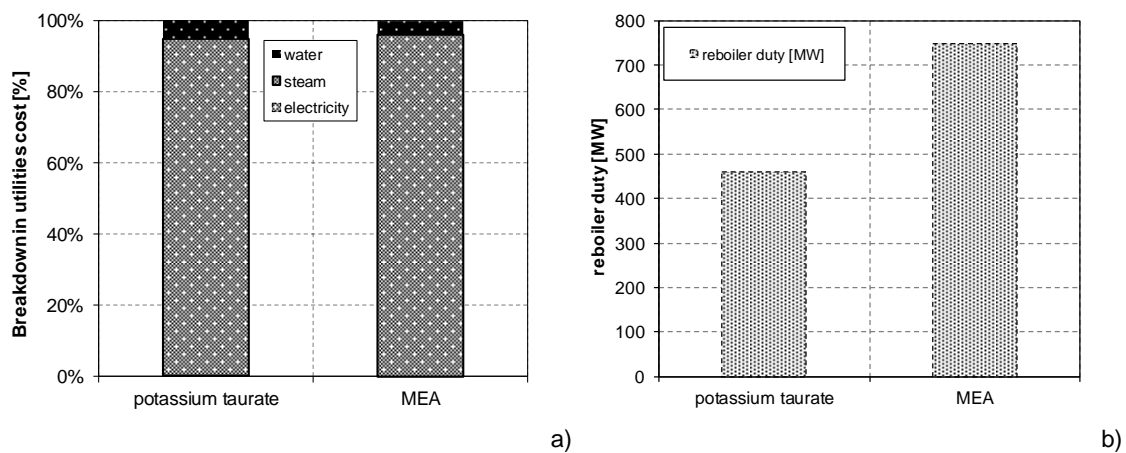 100%
80%
60%
40%
20%
0%
Breakdown in utilities cost [%]
water
steam
electricity
potassium taurate
MEA
a)
800
700
600
500
400
300
200
100
0
reboiler duty [MW]
reboiler duty [MW]
potassium taurate
MEA
b)